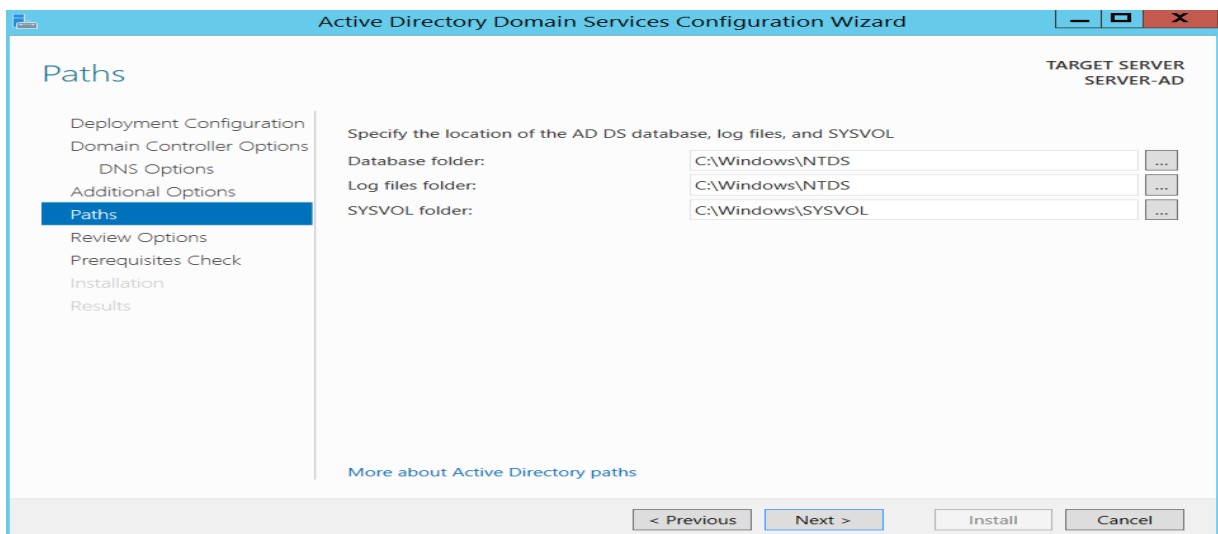 Active Directory Domain Services Configuration Wizard
Paths
TARGET SERVER
SERVER-AD
Deployment Configuration
Domain Controller Options
DNS Options
Additional Options
Paths
Review Options
Prerequisites Check
Installation
Results
Specify the location of the AD DS database, log files, and SYSVOL
Database folder: C:\Windows\NTDS ...
Log files folder: C:\Windows\NTDS ...
SYSVOL folder: C:\Windows\SYSVOL ...
More about Active Directory paths
< Previous Next > Install Cancel